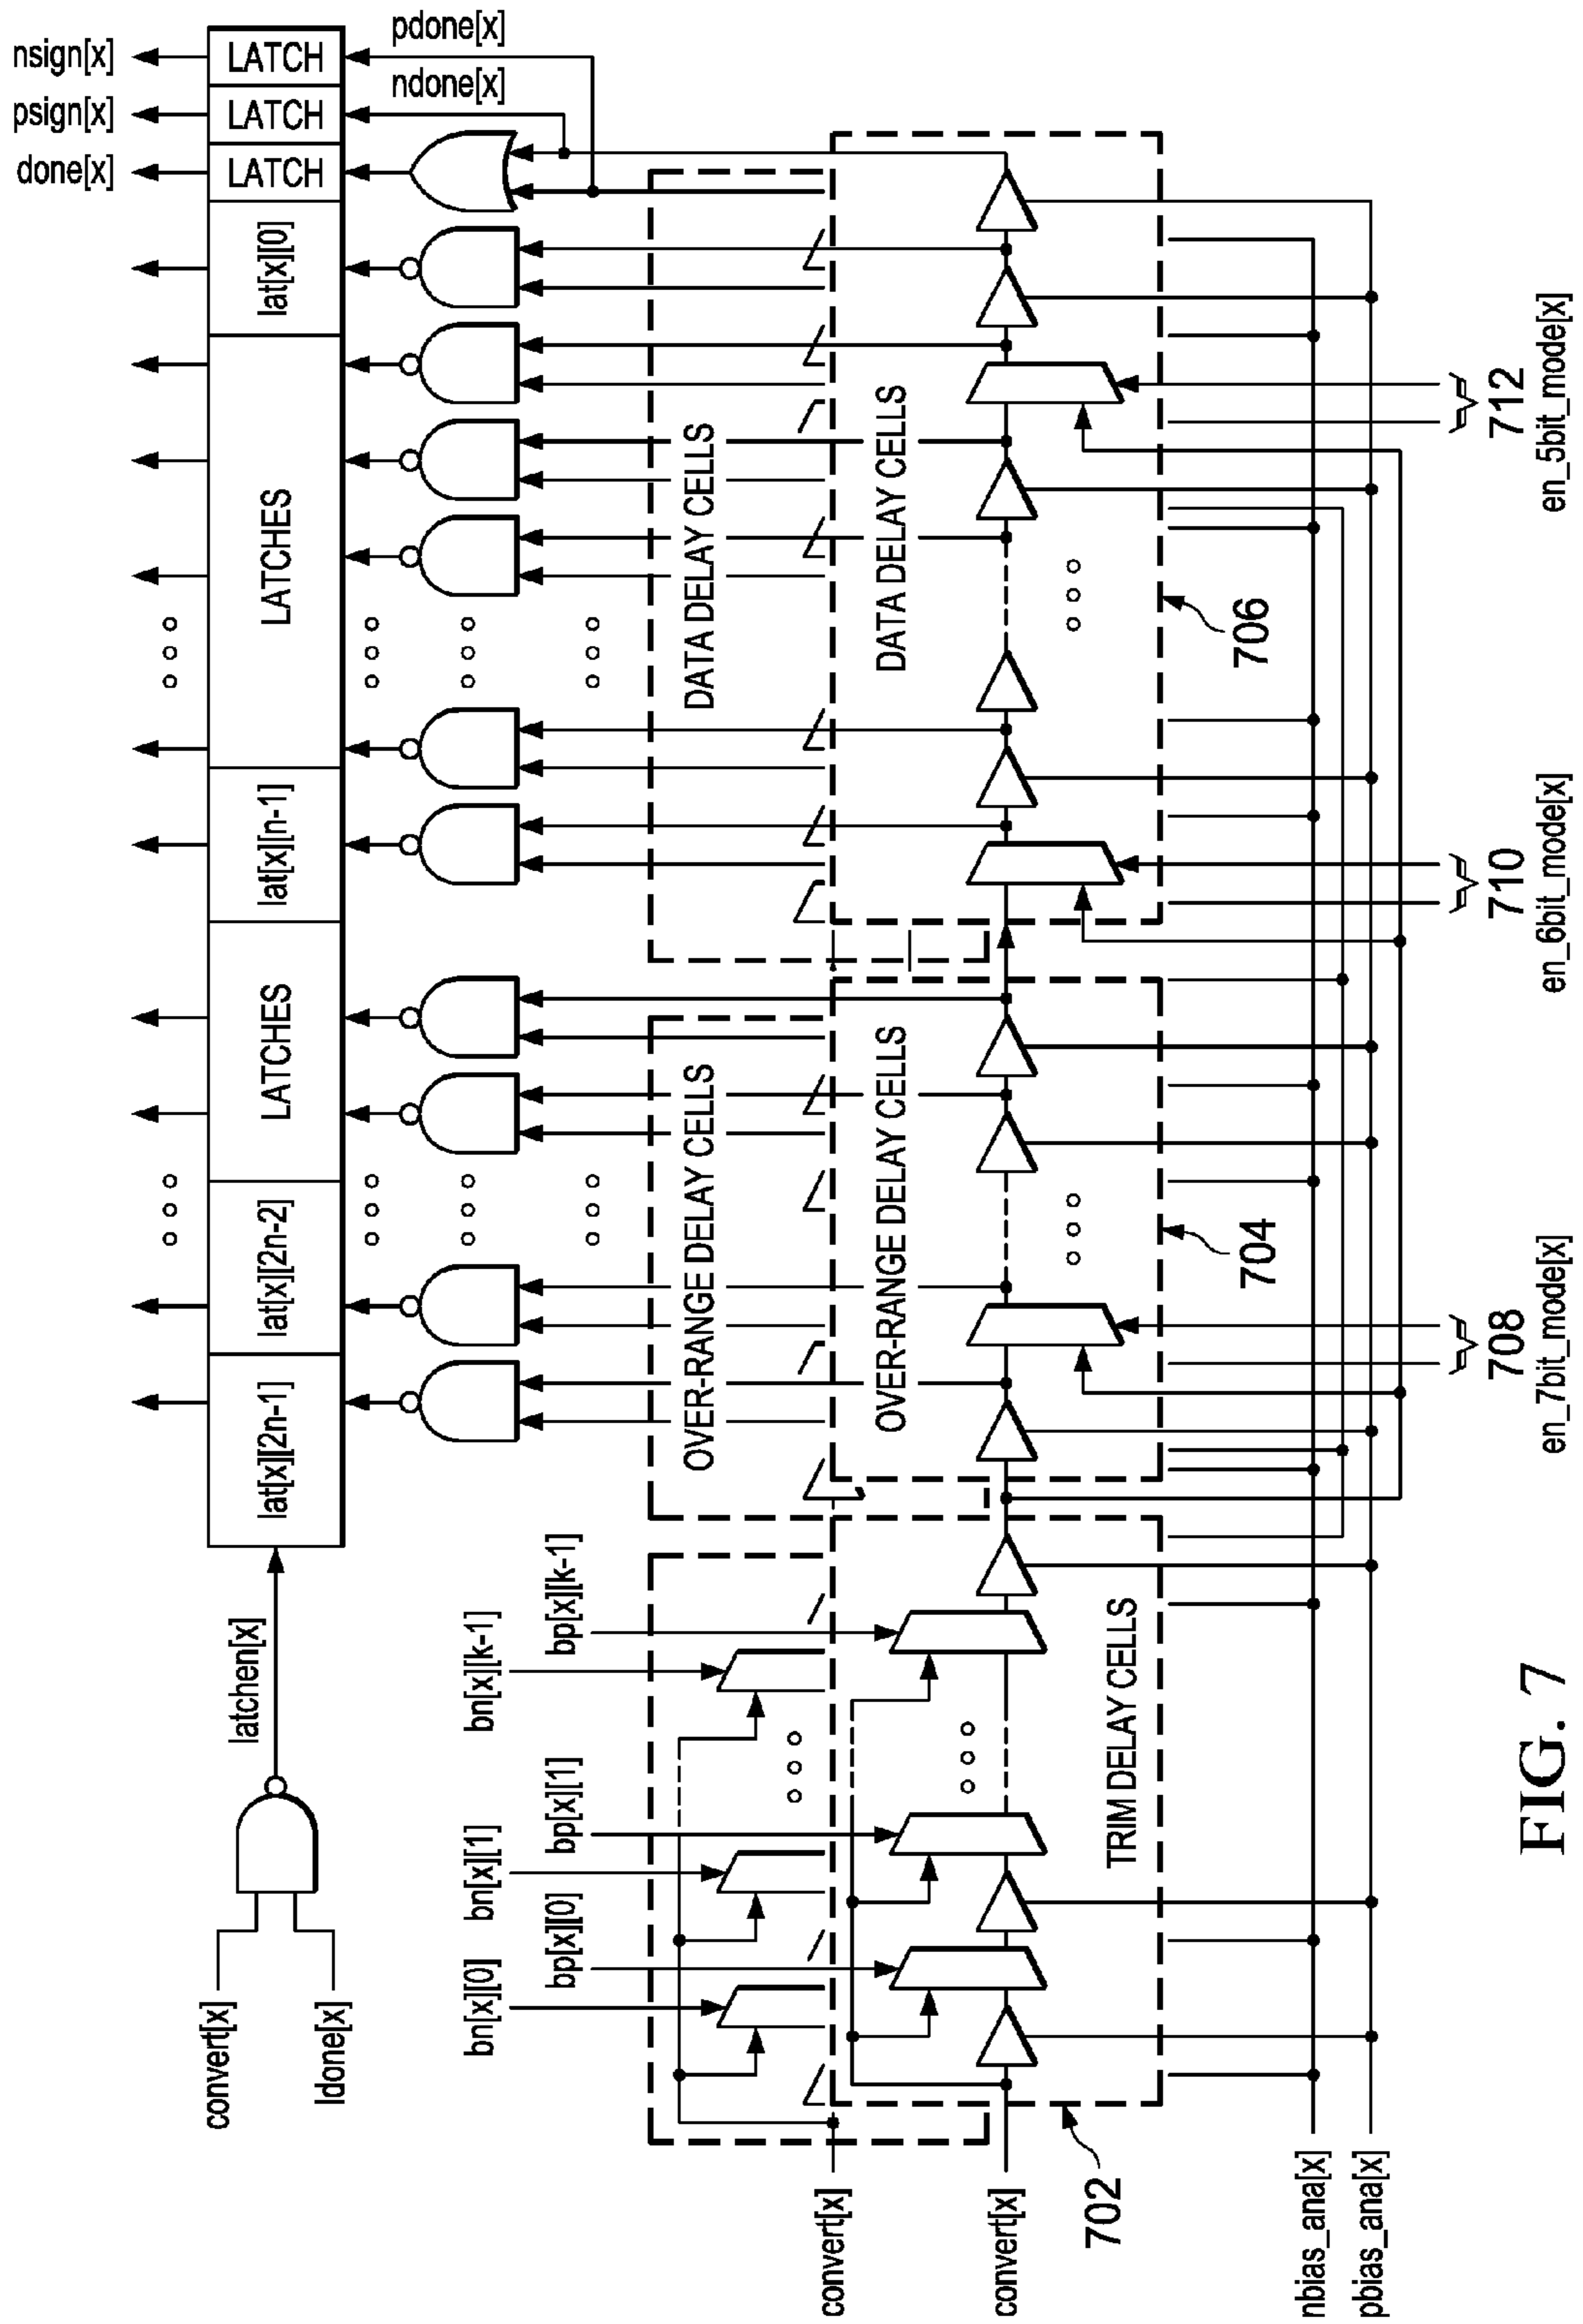 nsign[x]
psign[x]
done[x]
LATCH
LATCH
LATCH
lat[x][0]
LATCHES
lat[x][n-1]
LATCHES
lat[x][2n-2]
lat[x][2n-1]
pdone[x]
ndone[x]
latchen[x]
convert[x]
ldone[x]
DATA DELAY CELLS
DATA DELAY CELLS
OVER-RANGE DELAY CELLS
OVER-RANGE DELAY CELLS
TRIM DELAY CELLS
bn[x][0]
bp[x][0]
bn[x][1]
bp[x][1]
bn[x][k-1]
bp[x][k-1]
convert[x]
convert[x]
702
704
706
nbias_ana[x]
pbias_ana[x]
708
en_7bit_mode[x]
710
en_6bit_mode[x]
712
en_5bit_mode[x]
FIG. 7